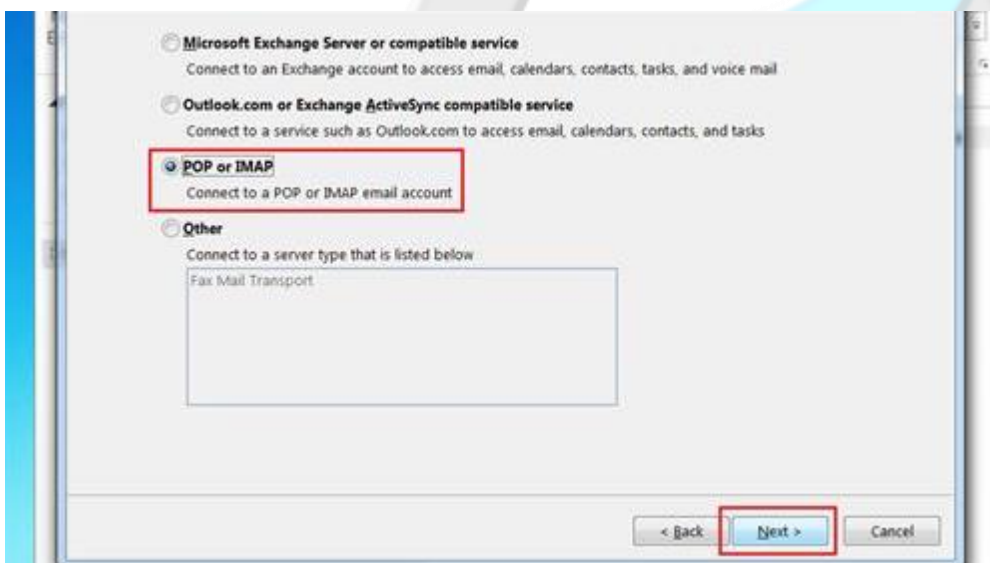 Microsoft Exchange Server or compatible service
Connect to an Exchange account to access email, calendars, contacts, tasks, and voice mail
Outlook.com or Exchange ActiveSync compatible service
Connect to a service such as Outlook.com to access email, calendars, contacts, and tasks
POP or IMAP
Connect to a POP or IMAP email account
Other
Connect to a server type that is listed below
Fax Mail Transport
< Back
Next >
Cancel